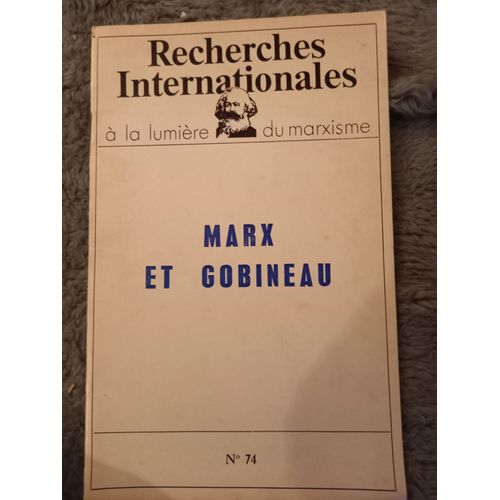 Recherches
Internationales
à la lumière du marxisme
MARX
ET GOBINEAU
N° 74